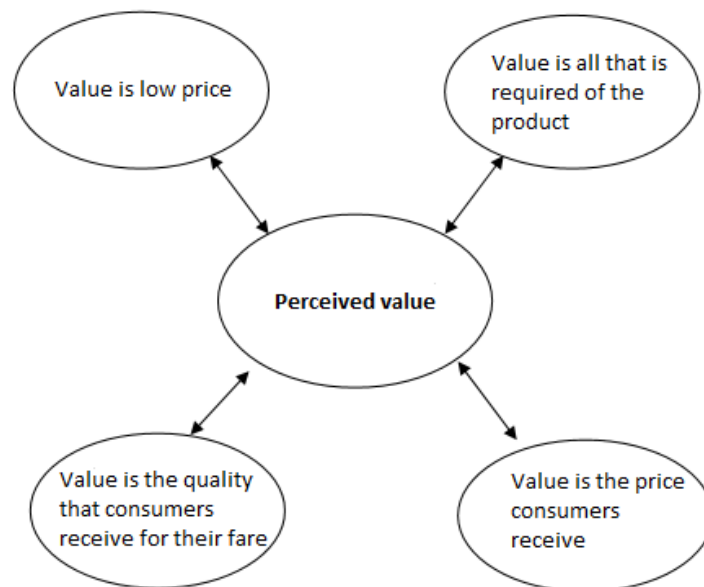 Value is low price
Value is all that is
required of the
product
Perceived value
Value is the quality
that consumers
receive for their fare
Value is the price
consumers
receive